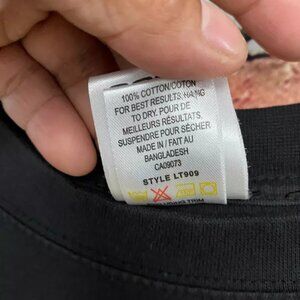 100% COTTON/COTON
FOR BEST RESULTS HANG
TO DRY. POUR DE
MEILLEURS RÉSULTATS.
SUSPENDRE POUR SÉCHER
MADE IN / FAIT AU
BANGLADESH
CA09073
STYLE LT909